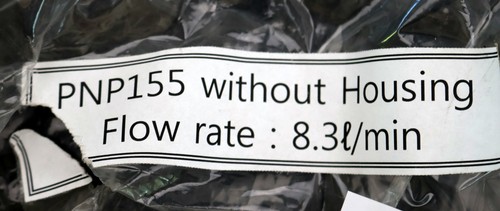 PNP155 without Housing
Flow rate : 8.3ℓ/min